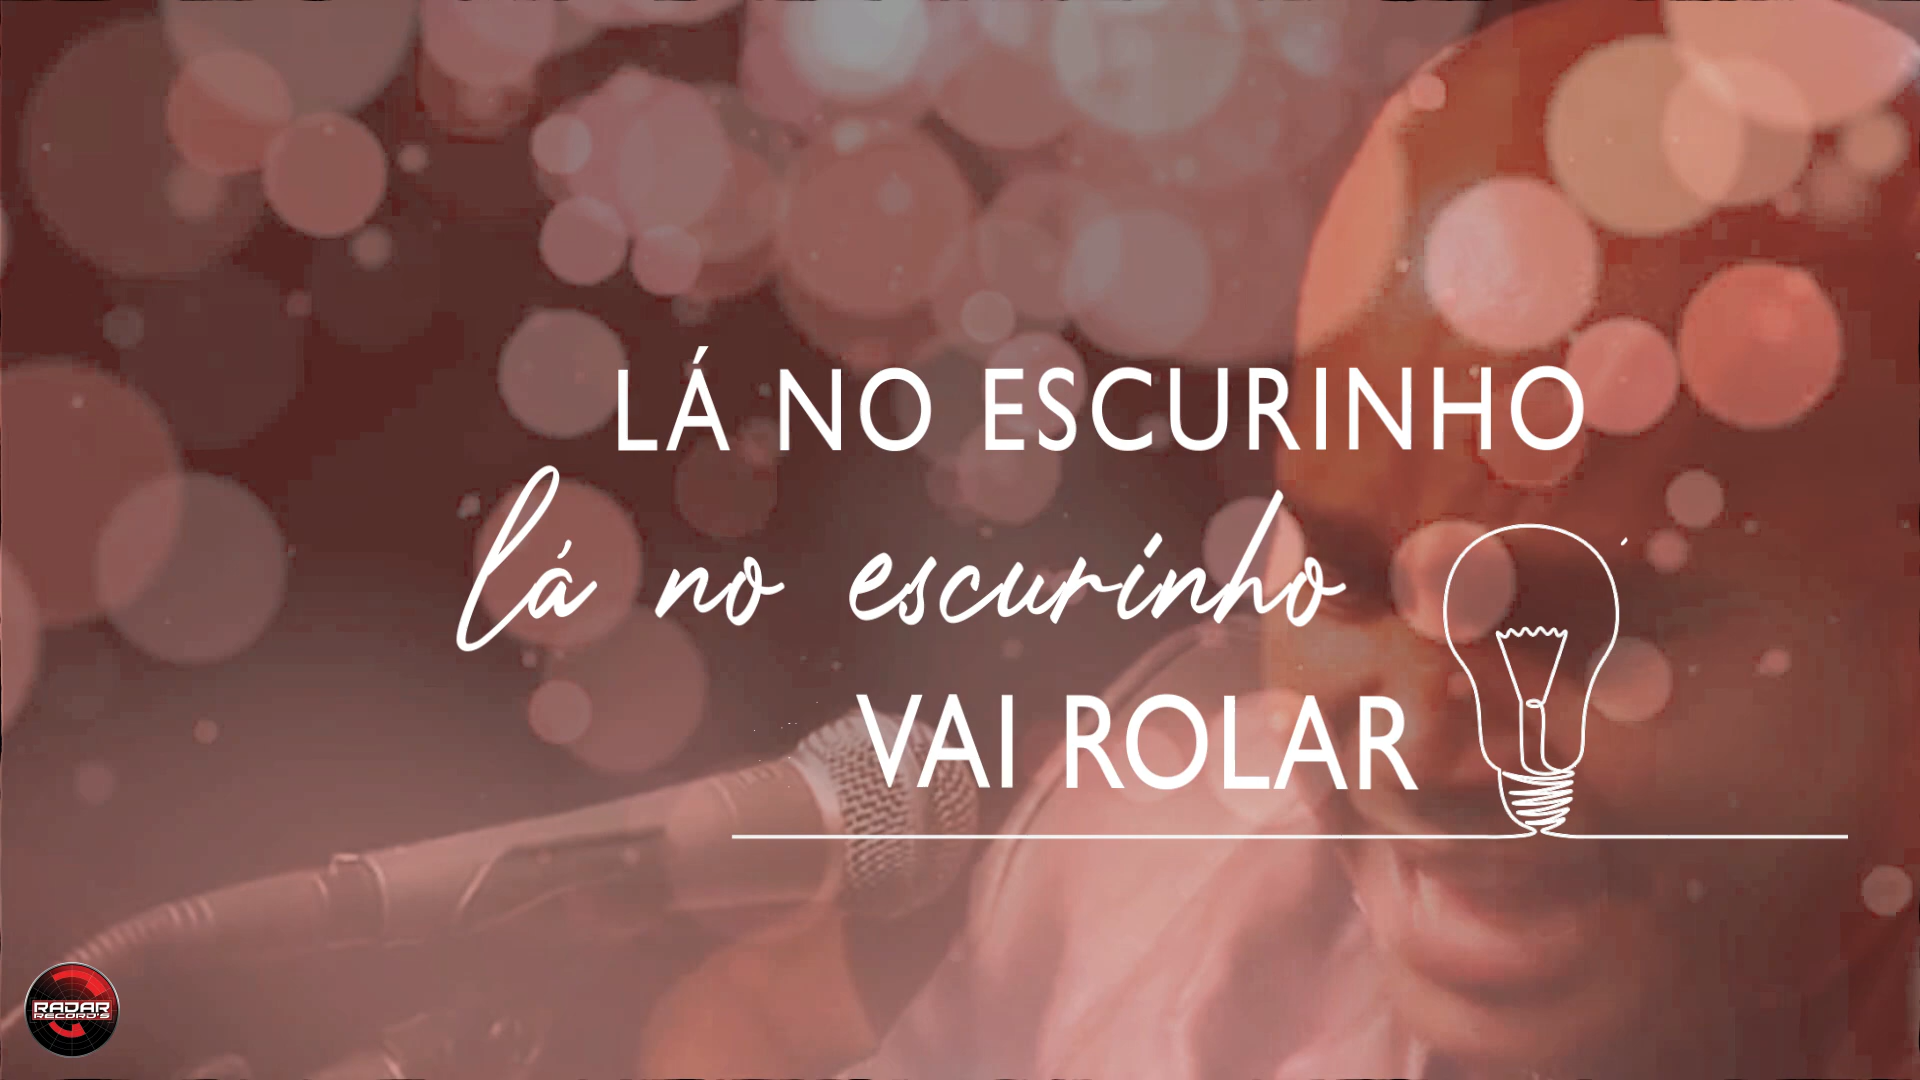 LÁ NO ESCURINHO
lá no escurinho
VAI ROLAR
RADAR
RECORD'S